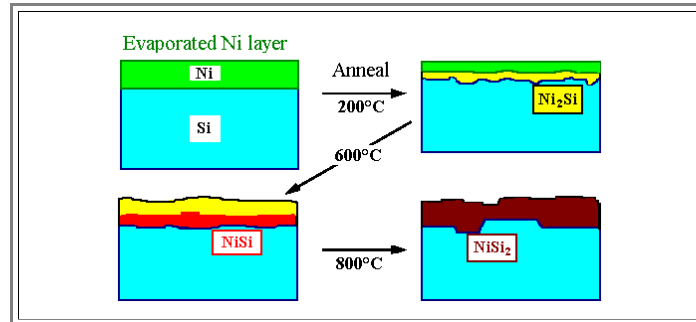 Evaporated Ni layer
Ni
Anneal
200°C
Si
Ni₂Si
600°C
NiSi
800°C
NiSi₂